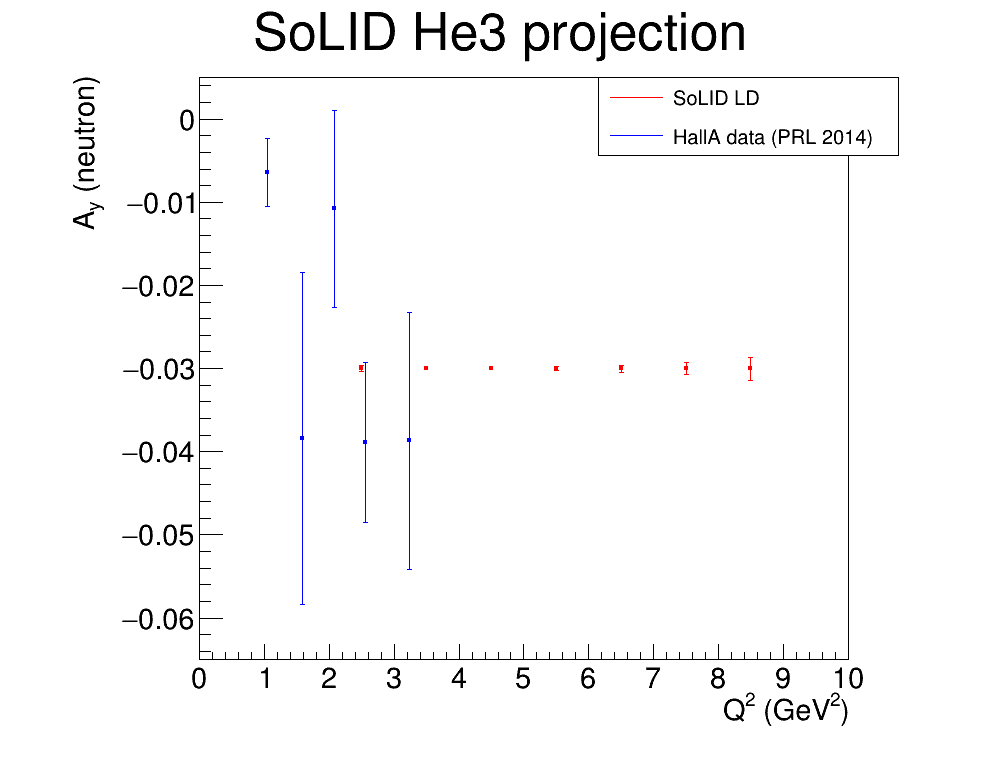 SoLID He3 projection
SoLID LD
HallA data (PRL 2014)
A_y (neutron)
0
−0.01
−0.02
−0.03
−0.04
−0.05
−0.06
0 1 2 3 4 5 6 7 8 9 10
Q² (GeV²)